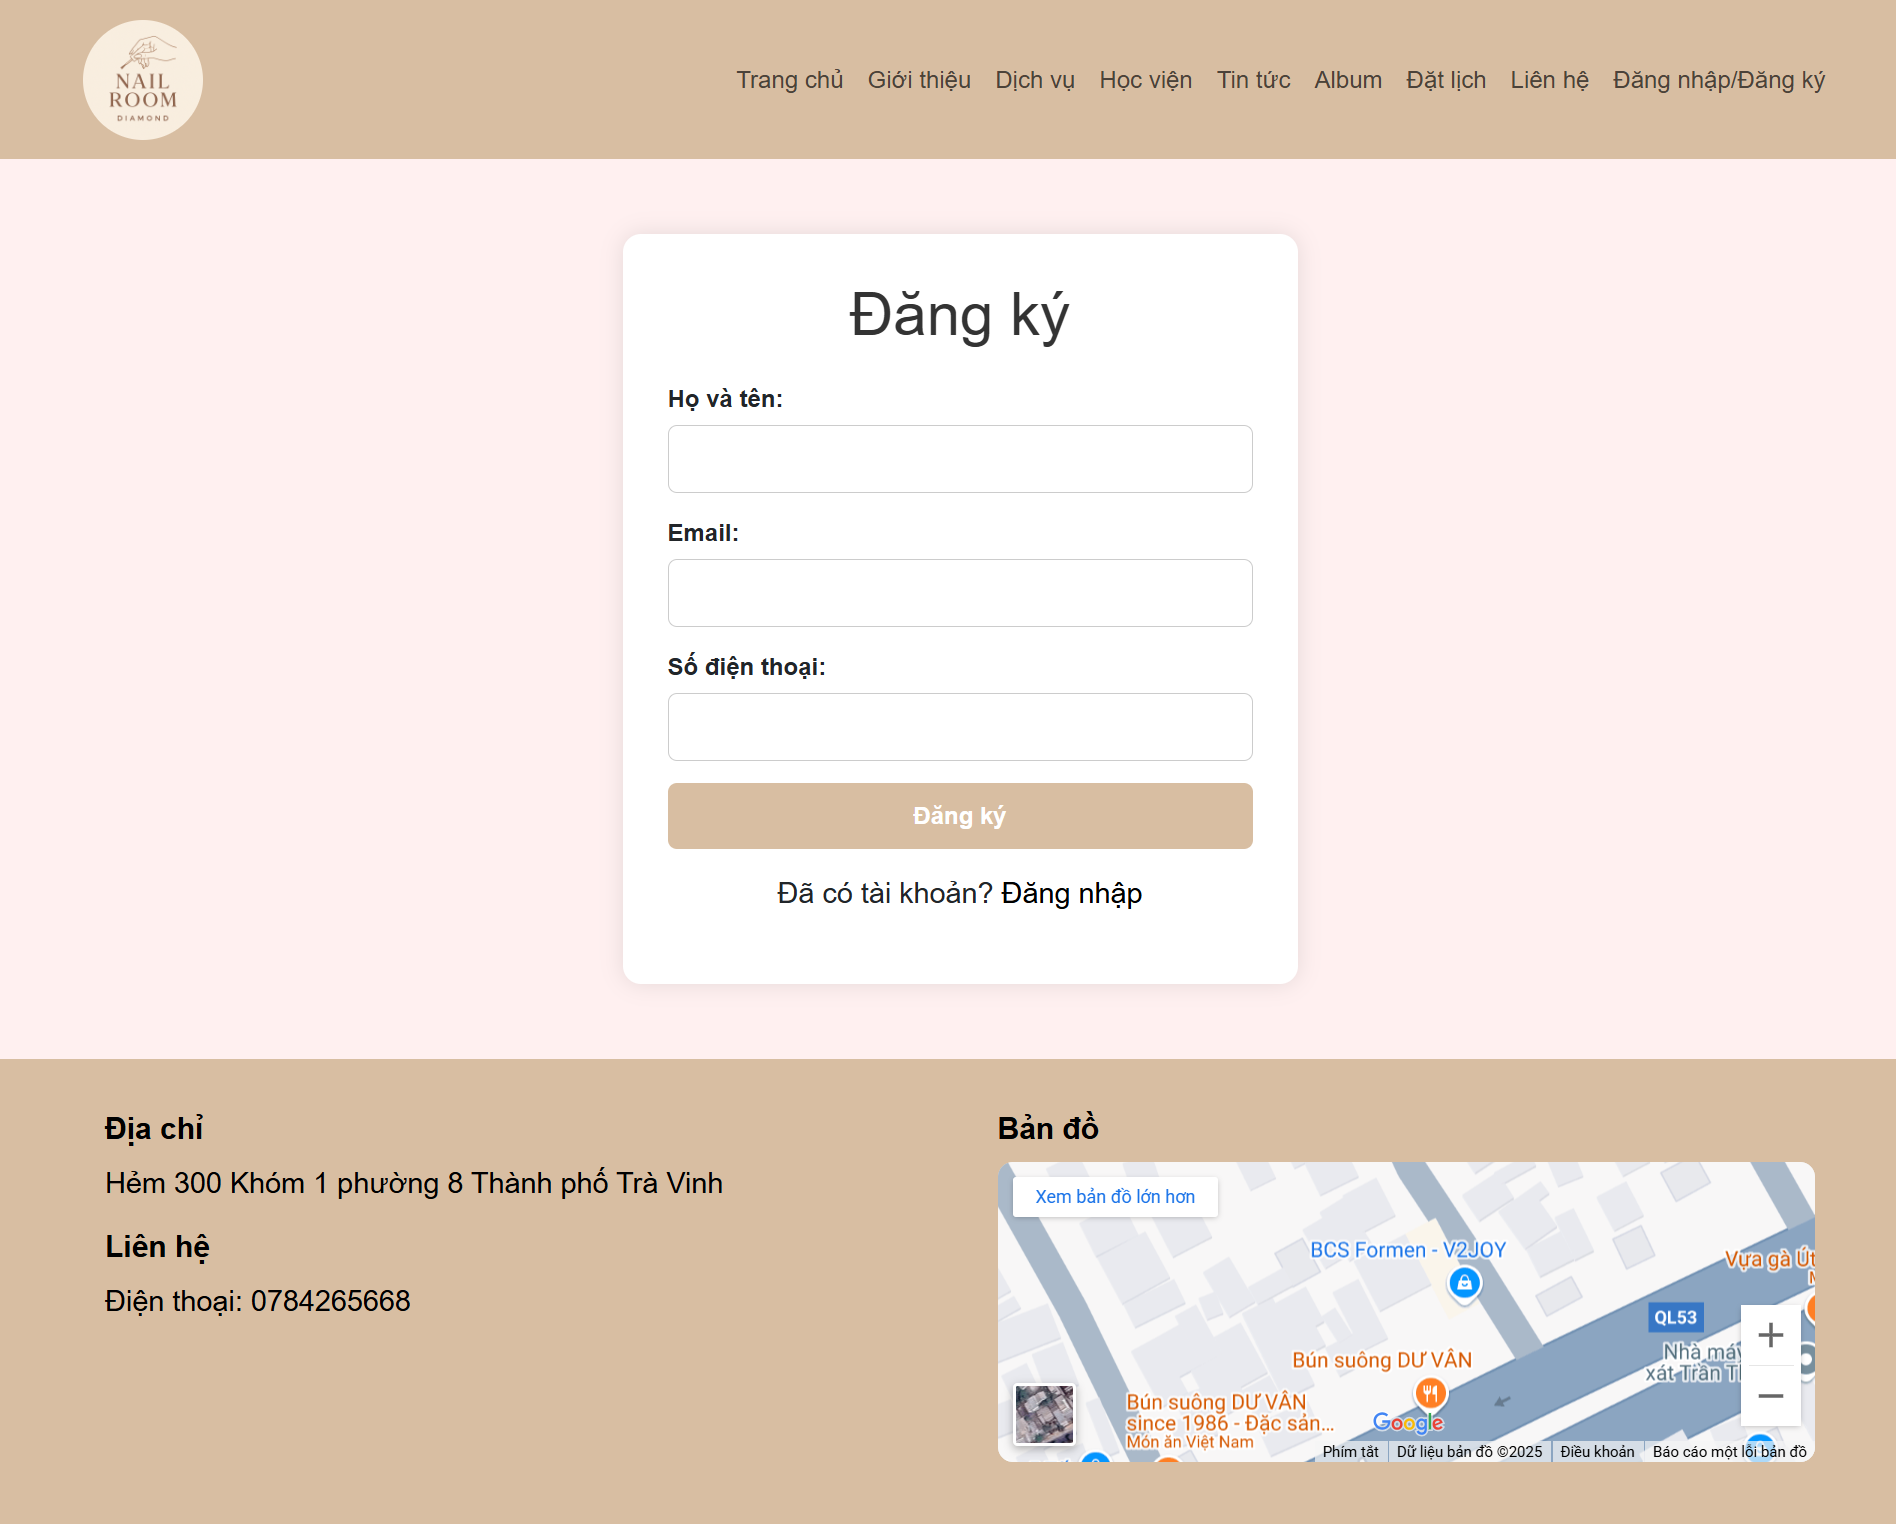 NAIL
ROOM
DIAMOND
Trang chủ Giới thiệu Dịch vụ Học viện Tin tức Album Đặt lịch Liên hệ Đăng nhập/Đăng ký
Đăng ký
Họ và tên:
Email:
Số điện thoại:
Đăng ký
Đã có tài khoản? Đăng nhập
Địa chỉ
Hẻm 300 Khóm 1 phường 8 Thành phố Trà Vinh
Liên hệ
Điện thoại: 0784265668
Bản đồ
Xem bản đồ lớn hơn
BCS Formen - V2JOY
Vựa gà Út
QL53
Nhà máy
xát Trần
Bún suông DƯ VÂN
Bún suông DƯ VÂN
since 1986 - Đặc sản...
Món ăn Việt Nam
Google
Phím tắt Dữ liệu bản đồ ©2025 Điều khoản Báo cáo một lỗi bản đồ